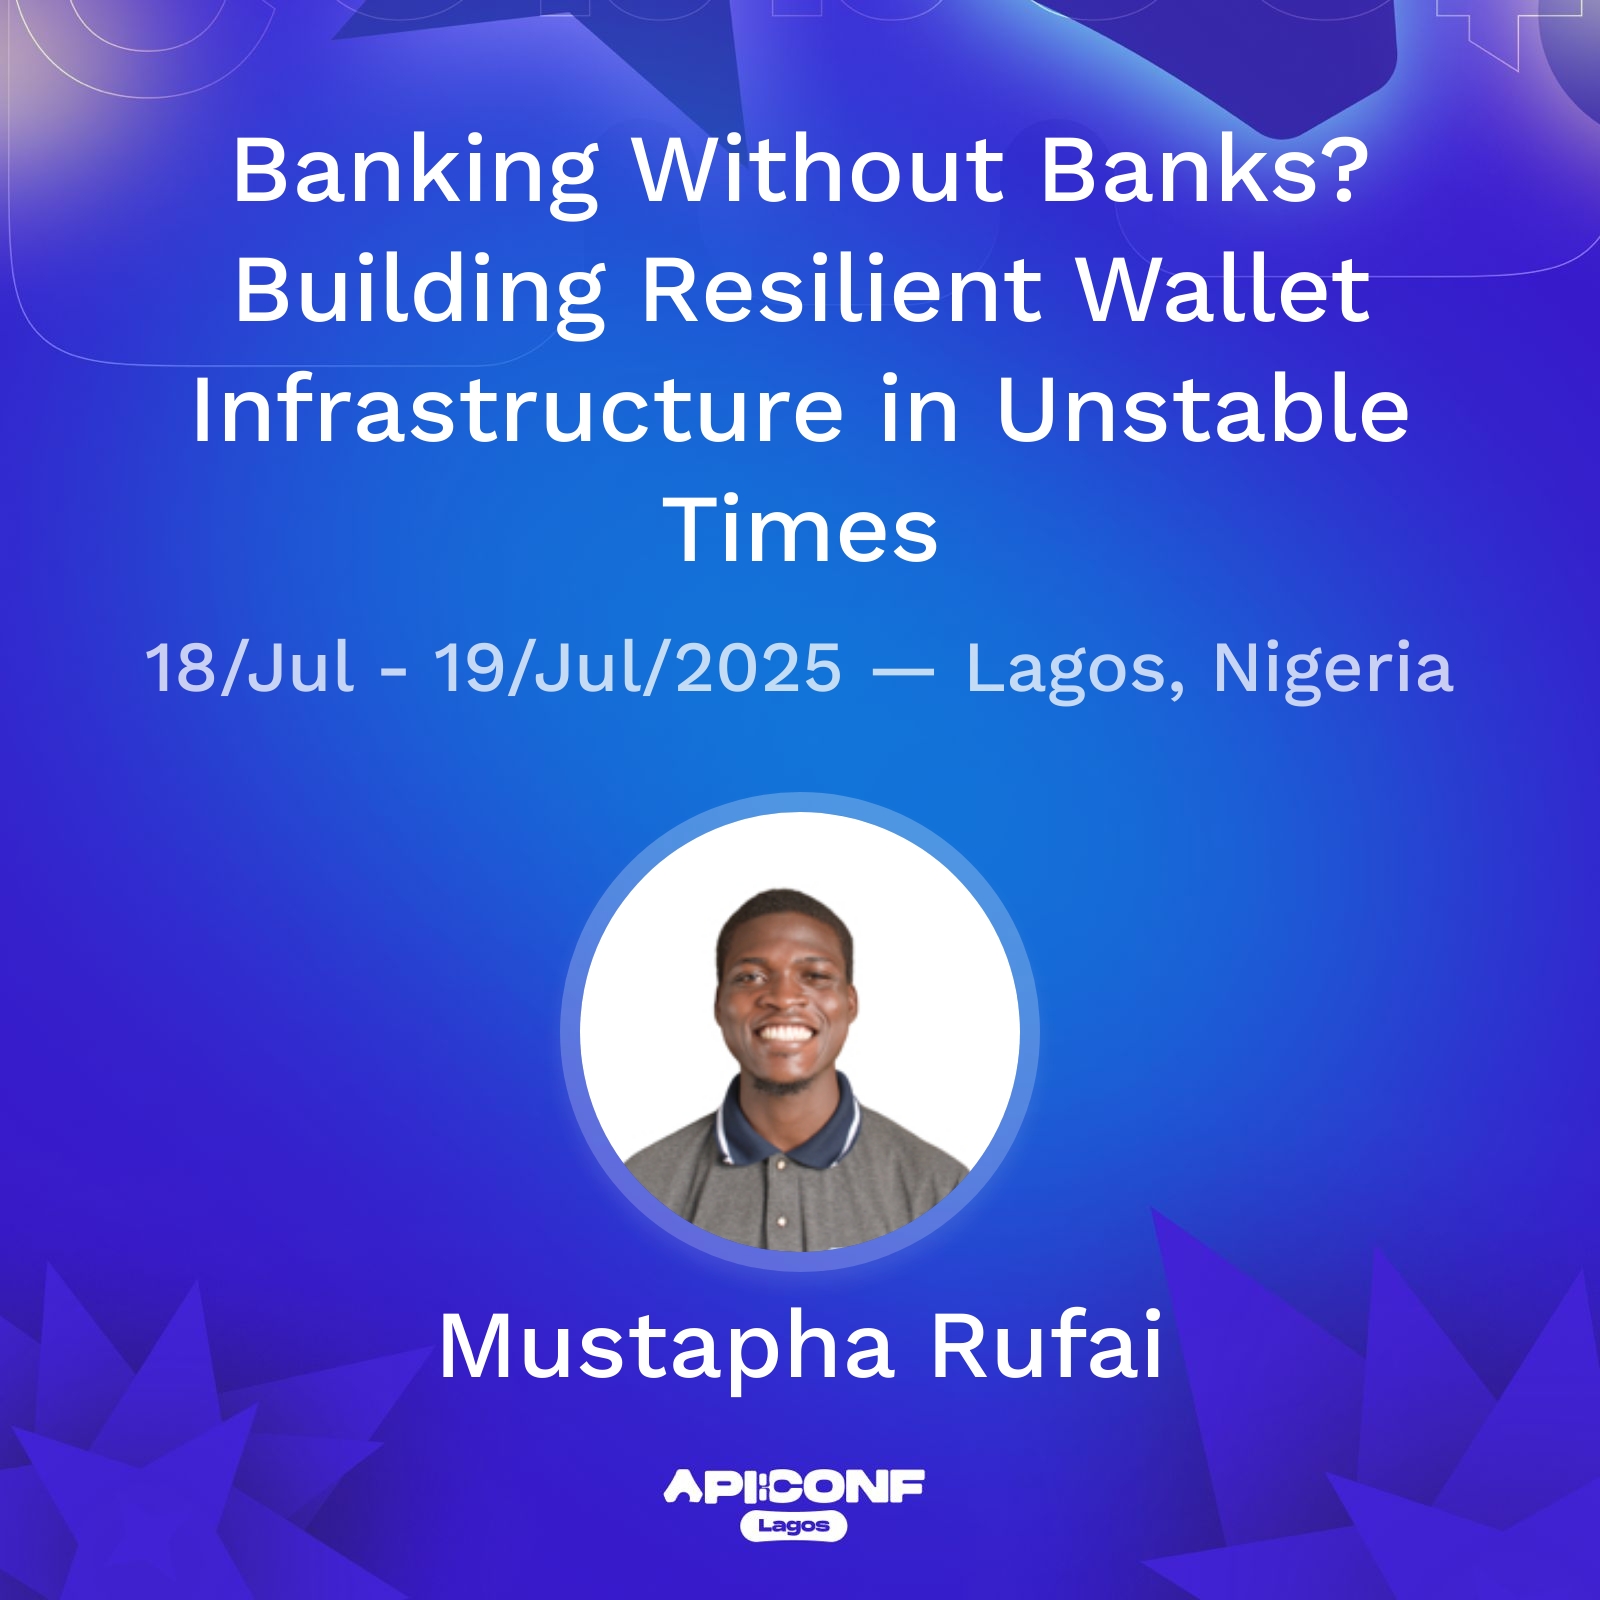 Banking Without Banks?
Building Resilient Wallet
Infrastructure in Unstable
Times
18/Jul - 19/Jul/2025 — Lagos, Nigeria
Mustapha Rufai
API:CONF
Lagos